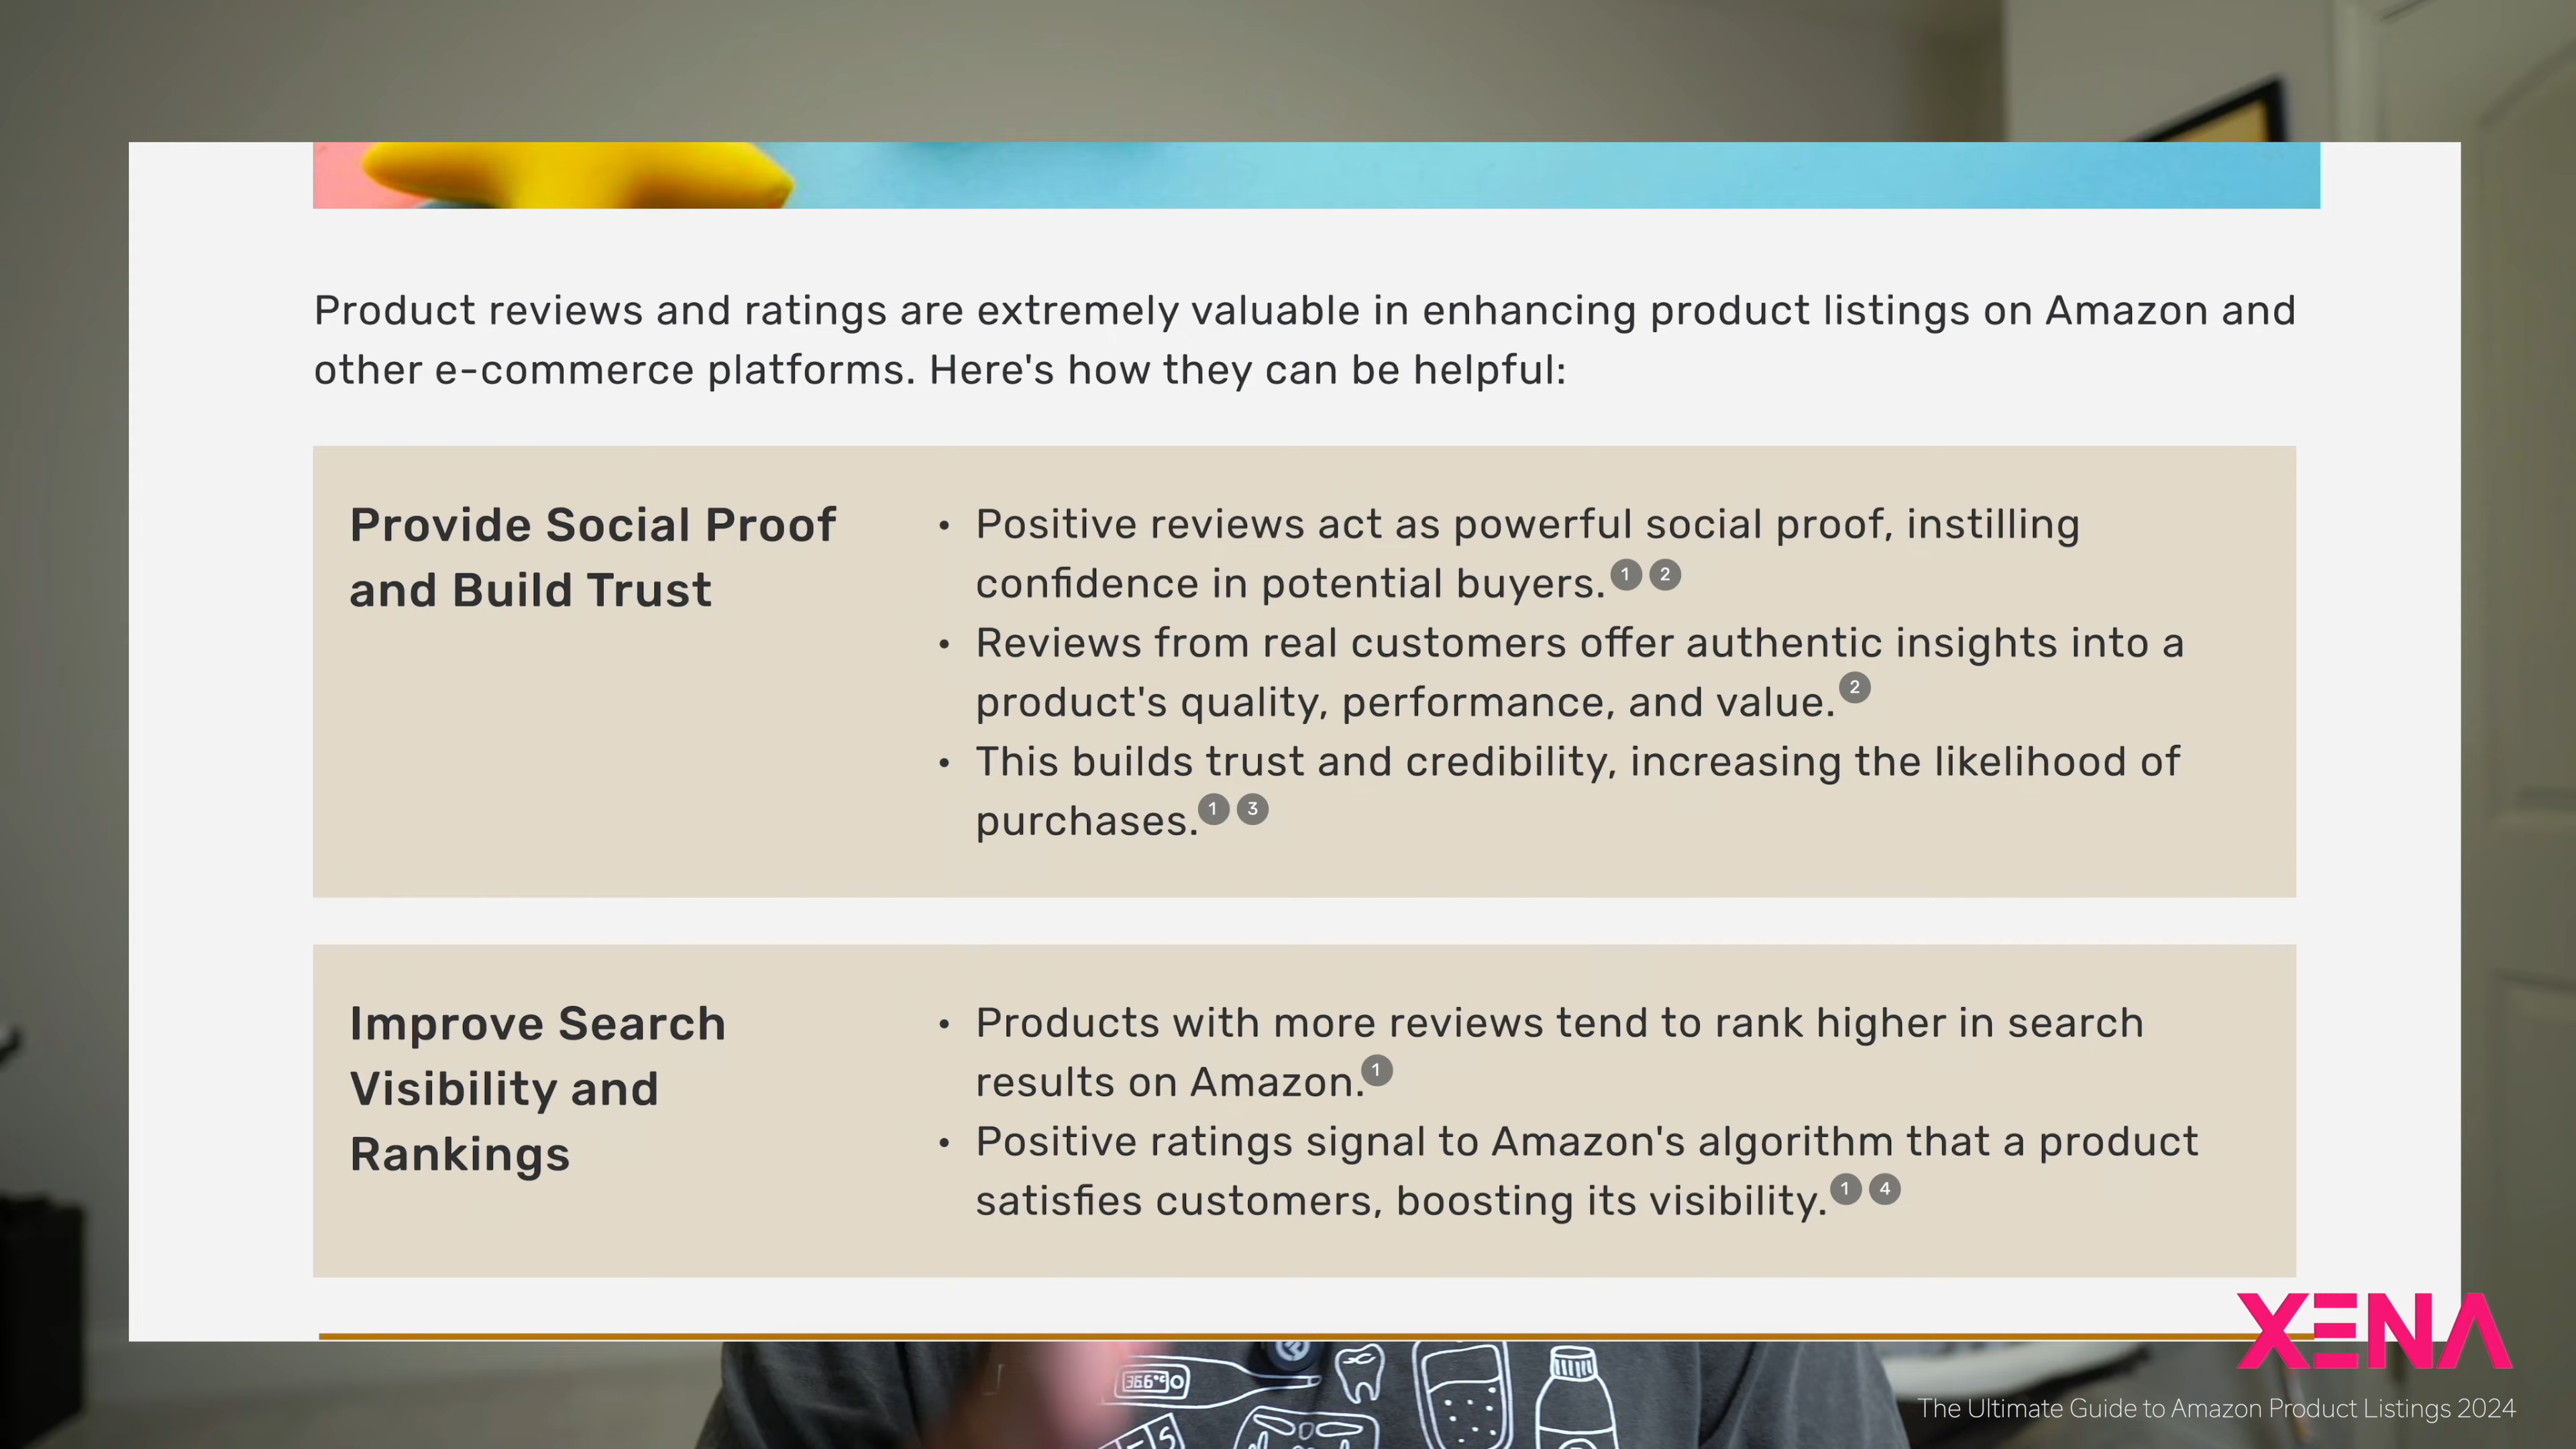 Product reviews and ratings are extremely valuable in enhancing product listings on Amazon and
other e-commerce platforms. Here's how they can be helpful:
Provide Social Proof
and Build Trust
• Positive reviews act as powerful social proof, instilling
confidence in potential buyers. 1 2
• Reviews from real customers offer authentic insights into a
product's quality, performance, and value. 2
• This builds trust and credibility, increasing the likelihood of
purchases. 1 3
Improve Search
Visibility and
Rankings
• Products with more reviews tend to rank higher in search
results on Amazon. 1
• Positive ratings signal to Amazon's algorithm that a product
satisfies customers, boosting its visibility. 1 4
XENA
The Ultimate Guide to Amazon Product Listings 2024
36.6°C